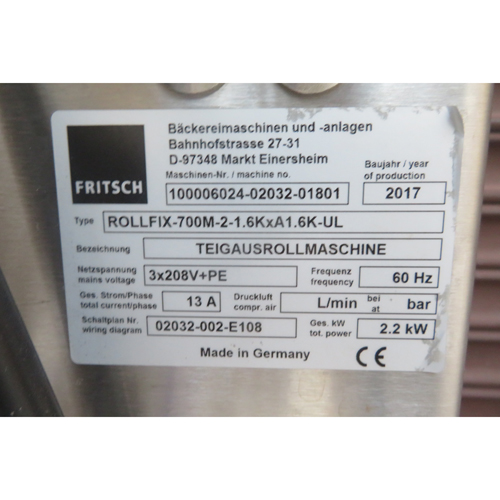 FRITSCH
Bäckereimaschinen und -anlagen
Bahnhofstrasse 27-31
D-97348 Markt Einersheim
Maschinen-Nr. / machine no.
Baujahr / year of production
100006024-02032-01801
2017
Type ROLLFIX-700M-2-1.6KxA1.6K-UL
Bezeichnung TEIGAUSROLLMASCHINE
Netzspannung mains voltage 3x208V+PE Frequenz frequency 60 Hz
Ges. Strom/Phase total current/phase 13 A Druckluft compr. air L/min bei at bar
Schaltplan Nr. wiring diagram 02032-002-E108 Ges. kW tot. power 2.2 kW
Made in Germany CE